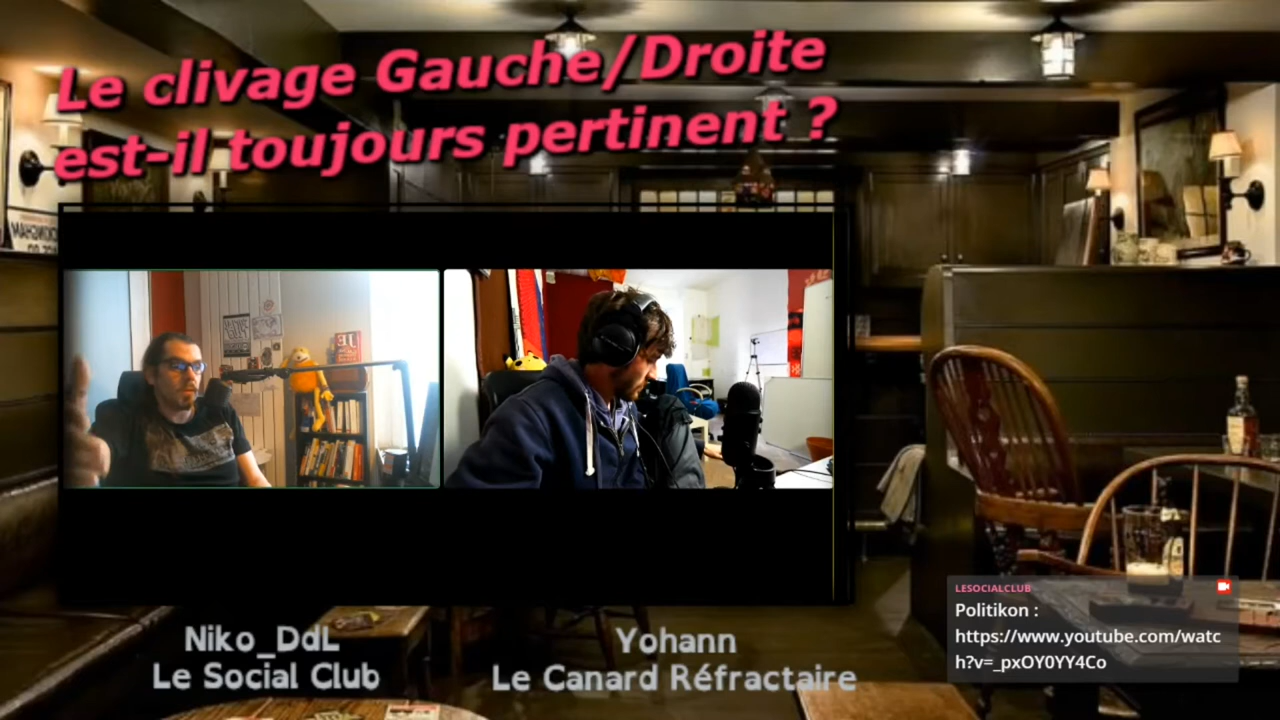 Le clivage Gauche/Droite
est-il toujours pertinent ?
JE
Niko_DdL
Le Social Club
Yohann
Le Canard Réfractaire
LESOCIALCLUB
Politikon :
https://www.youtube.com/watc
h?v=_pxOY0YY4Co